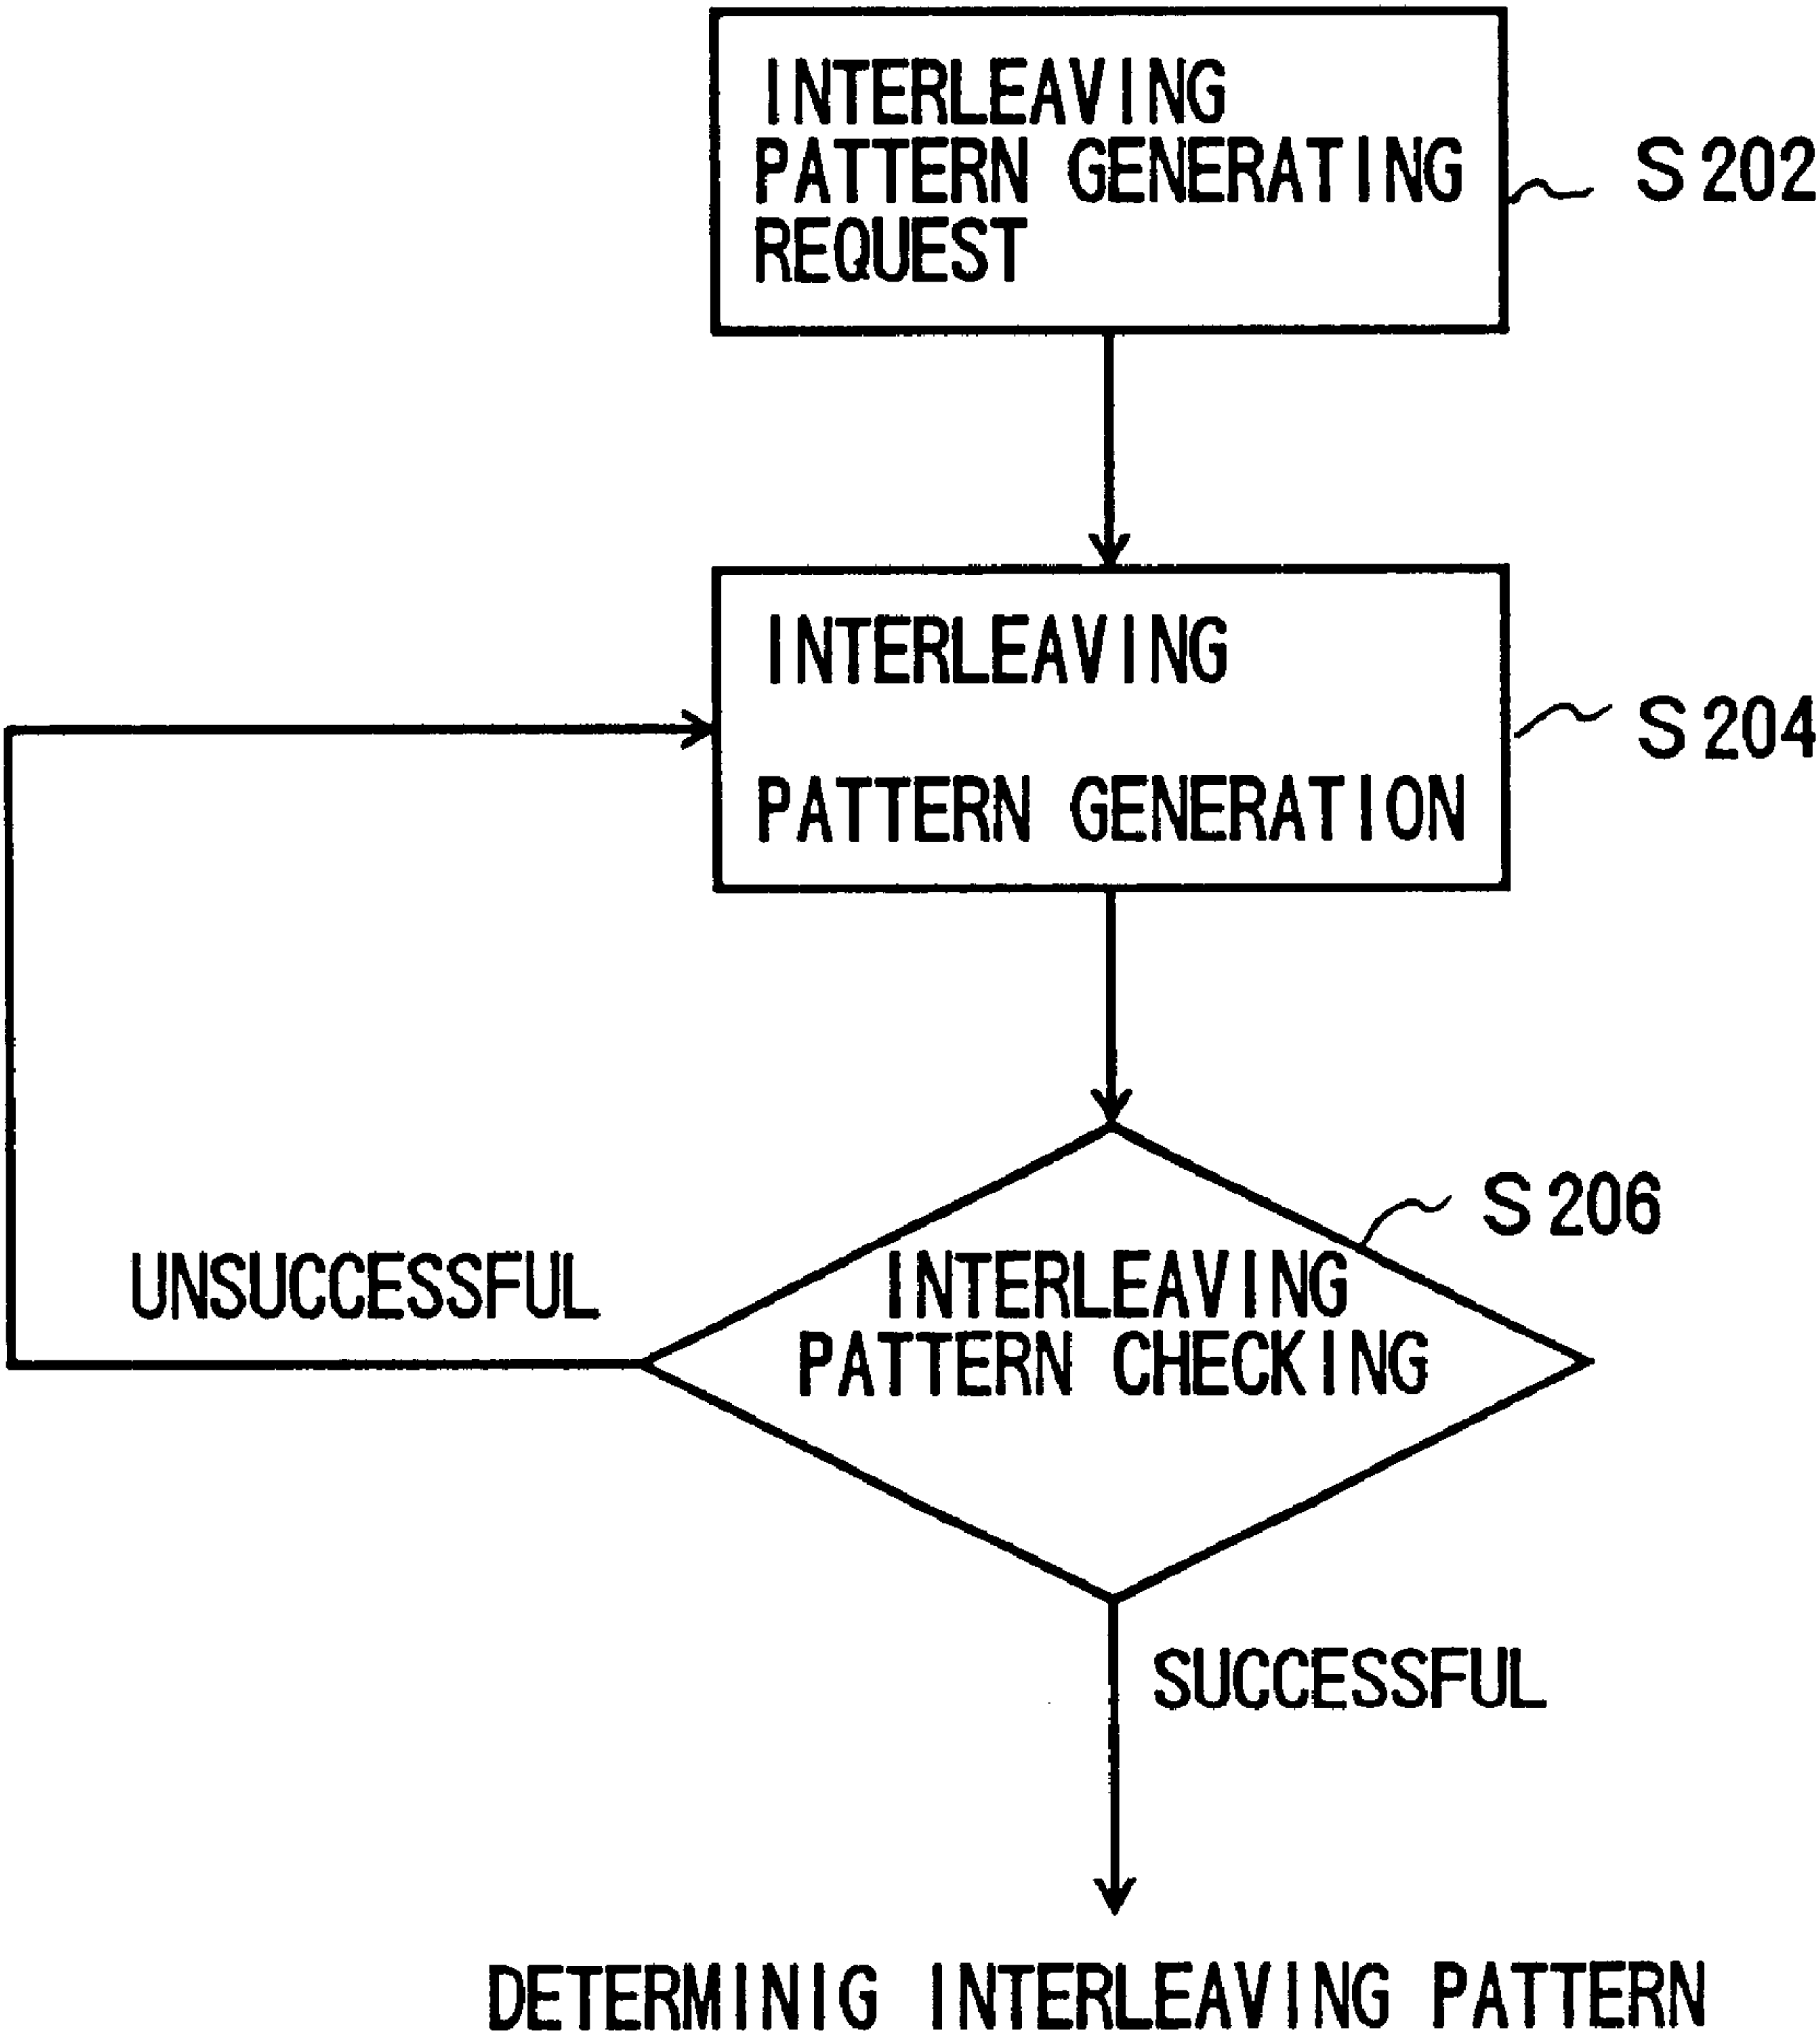 INTERLEAVING
PATTERN GENERATING
REQUEST
S202
INTERLEAVING
PATTERN GENERATION
S204
S206
INTERLEAVING
PATTERN CHECKING
UNSUCCESSFUL
SUCCESSFUL
DETERMINIG INTERLEAVING PATTERN